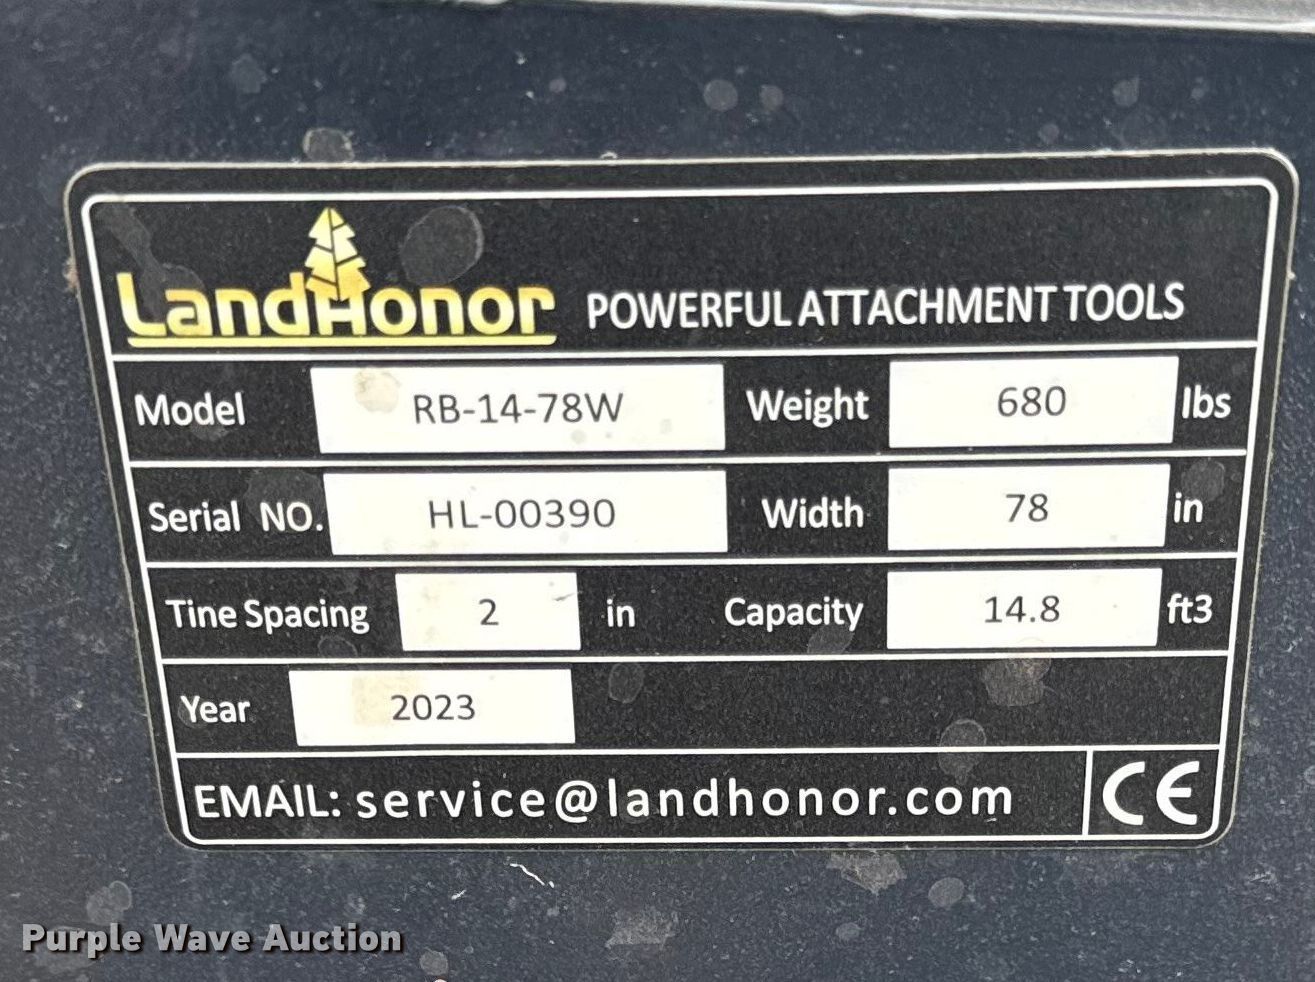 LandHonor POWERFUL ATTACHMENT TOOLS
Model RB-14-78W Weight 680 lbs
Serial NO. HL-00390 Width 78 in
Tine Spacing 2 in Capacity 14.8 ft3
Year 2023
EMAIL: service@landhonor.com CE
Purple Wave Auction